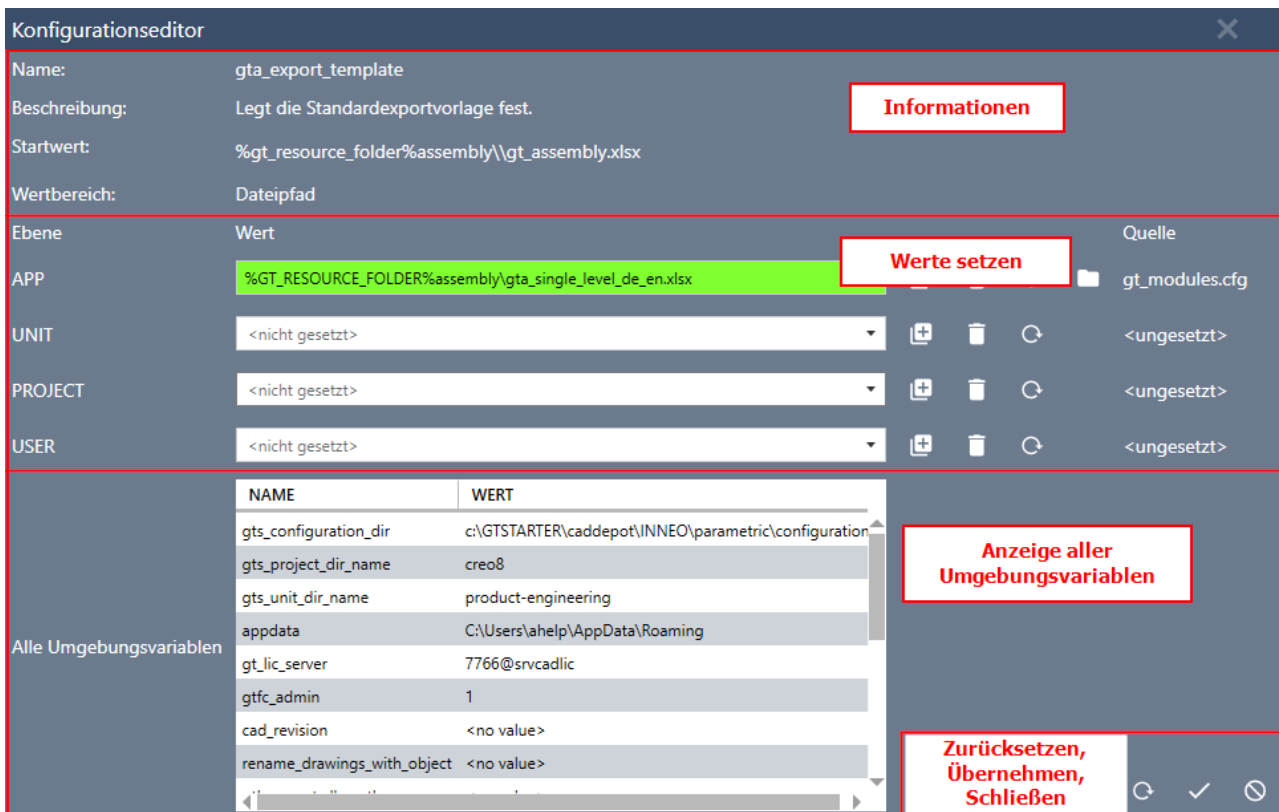 Konfigurationseditor
Name: gta_export_template
Beschreibung: Legt die Standardexportvorlage fest.
Informationen
Startwert: %gt_resource_folder%assembly\\gt_assembly.xlsx
Wertbereich: Dateipfad
Ebene Wert Quelle
Werte setzen
APP %GT_RESOURCE_FOLDER%assembly\gta_single_level_de_en.xlsx gt_modules.cfg
UNIT <nicht gesetzt> <ungesetzt>
PROJECT <nicht gesetzt> <ungesetzt>
USER <nicht gesetzt> <ungesetzt>
NAME WERT
gts_configuration_dir c:\GTSTARTER\caddepot\INNEO\parametric\configuration
gts_project_dir_name creo8
gts_unit_dir_name product-engineering
appdata C:\Users\ahelp\AppData\Roaming
gt_lic_server 7766@srvcadlic
gtfc_admin 1
cad_revision <no value>
rename_drawings_with_object <no value>
Alle Umgebungsvariablen
Anzeige aller
Umgebungsvariablen
Zurücksetzen,
Übernehmen,
Schließen